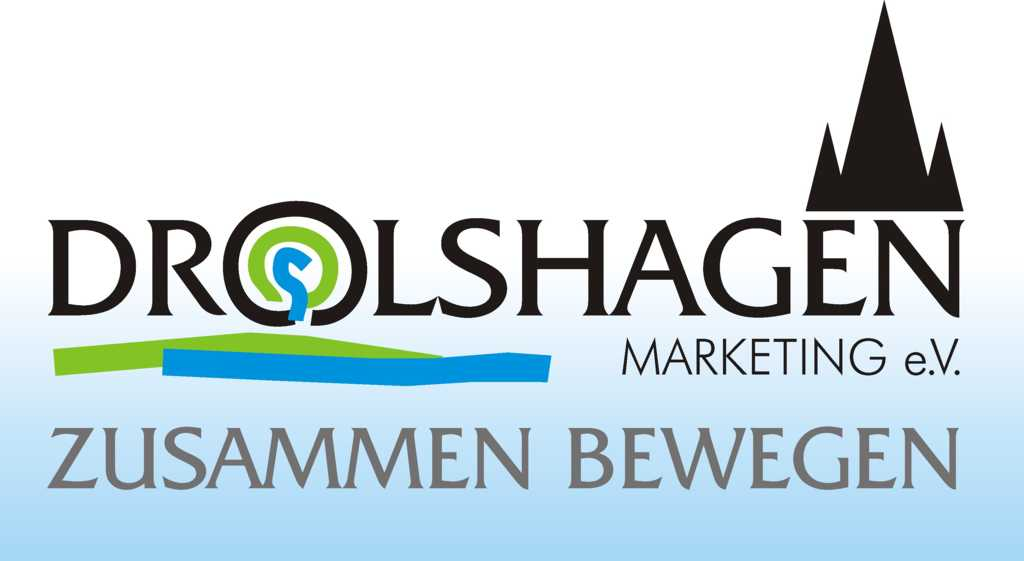 DROLSHAGEN
MARKETING e.V.
ZUSAMMEN BEWEGEN